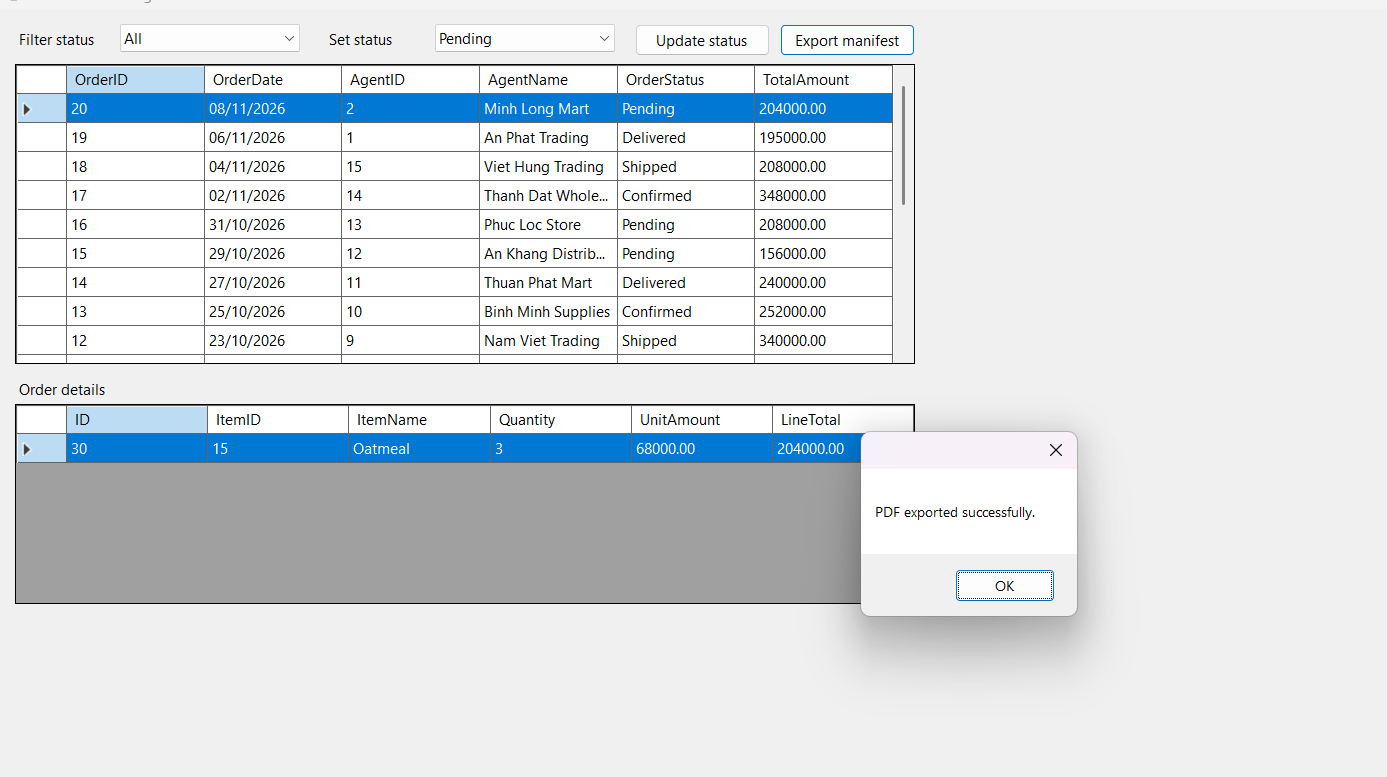 Filter status All Set status Pending Update status Export manifest
OrderID OrderDate AgentID AgentName OrderStatus TotalAmount
20 08/11/2026 2 Minh Long Mart Pending 204000.00
19 06/11/2026 1 An Phat Trading Delivered 195000.00
18 04/11/2026 15 Viet Hung Trading Shipped 208000.00
17 02/11/2026 14 Thanh Dat Whole... Confirmed 348000.00
16 31/10/2026 13 Phuc Loc Store Pending 208000.00
15 29/10/2026 12 An Khang Distrib... Pending 156000.00
14 27/10/2026 11 Thuan Phat Mart Delivered 240000.00
13 25/10/2026 10 Binh Minh Supplies Confirmed 252000.00
12 23/10/2026 9 Nam Viet Trading Shipped 340000.00
Order details
ID ItemID ItemName Quantity UnitAmount LineTotal
30 15 Oatmeal 3 68000.00 204000.00
PDF exported successfully.
OK